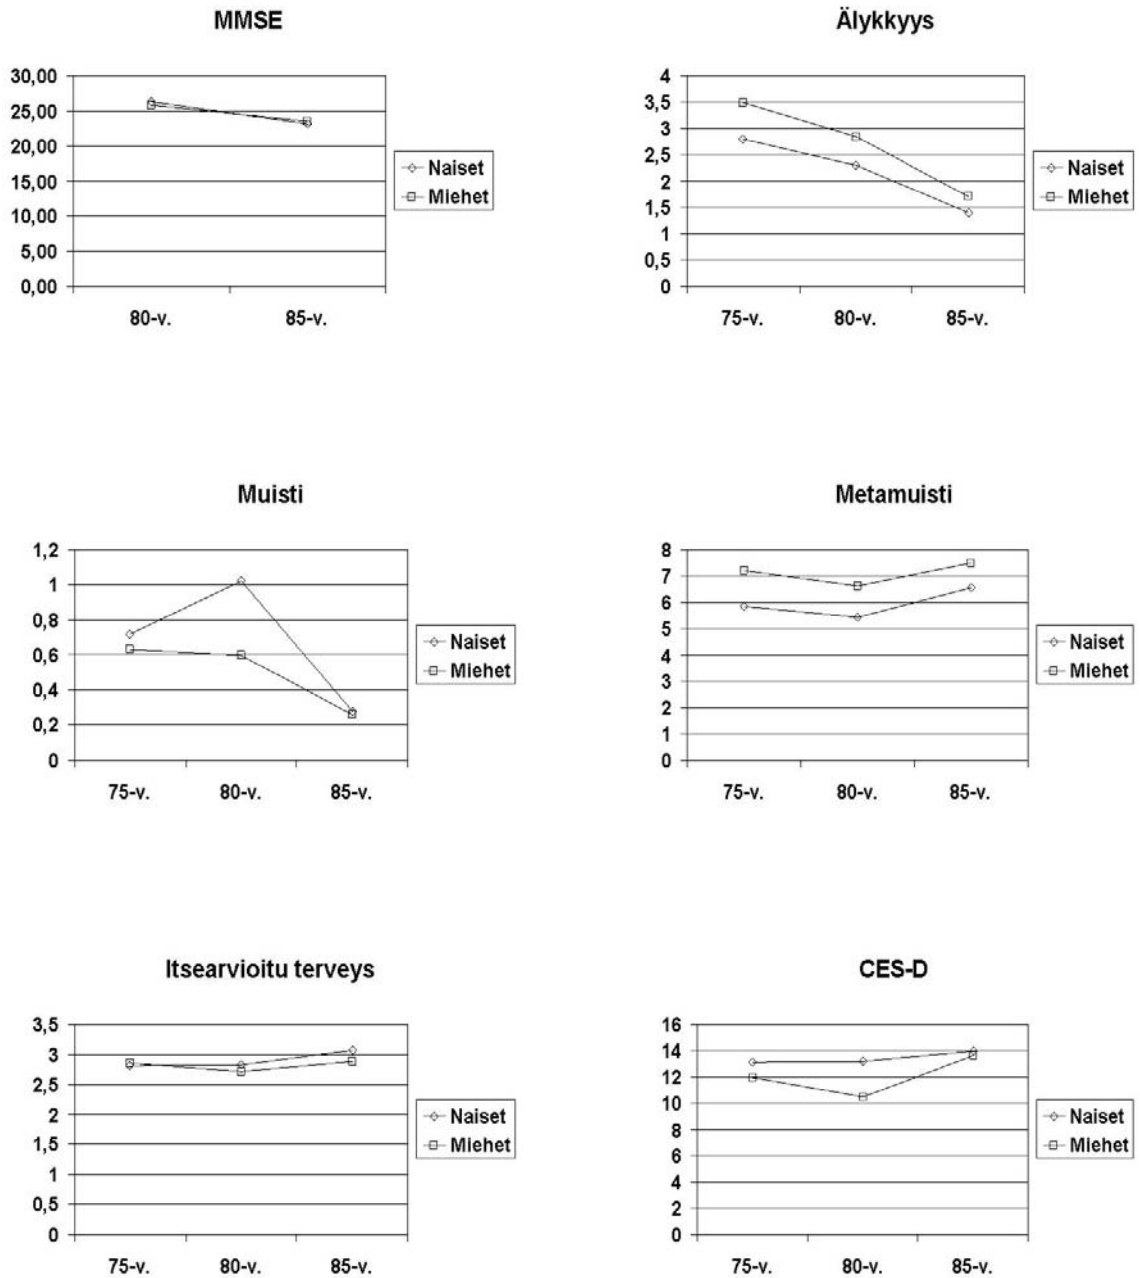 MMSE
30,00
25,00
20,00
15,00
10,00
5,00
0,00
80-v. 85-v.
Naiset
Miehet
Älykkyys
4
3,5
3
2,5
2
1,5
1
0,5
0
75-v. 80-v. 85-v.
Naiset
Miehet
Muisti
1,2
1
0,8
0,6
0,4
0,2
0
75-v. 80-v. 85-v.
Naiset
Miehet
Metamuisti
8
7
6
5
4
3
2
1
0
75-v. 80-v. 85-v.
Naiset
Miehet
Itsearvioitu terveys
3,5
3
2,5
2
1,5
1
0,5
0
75-v. 80-v. 85-v.
Naiset
Miehet
CES-D
16
14
12
10
8
6
4
2
0
75-v. 80-v. 85-v.
Naiset
Miehet